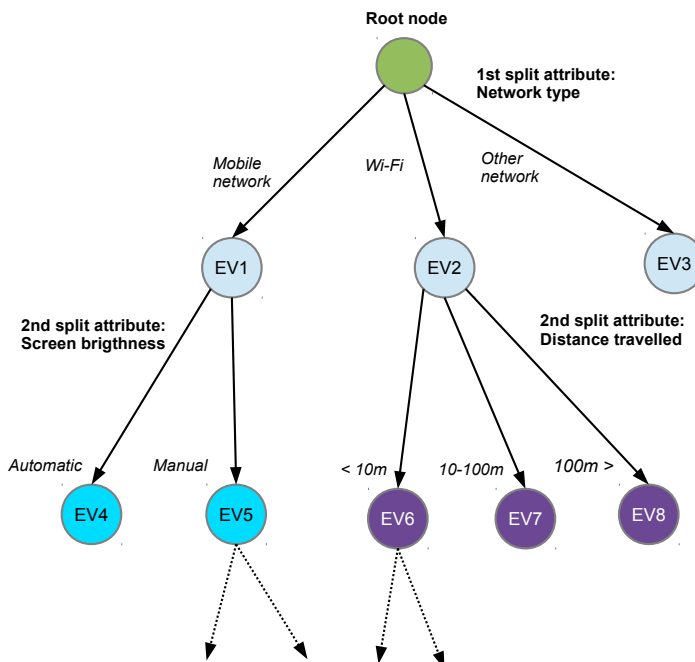 Root node
1st split attribute:
Network type
Mobile
network
Wi-Fi
Other
network
EV1
EV2
EV3
2nd split attribute:
Screen brigthness
2nd split attribute:
Distance travelled
Automatic
Manual
< 10m
10-100m
100m >
EV4
EV5
EV6
EV7
EV8